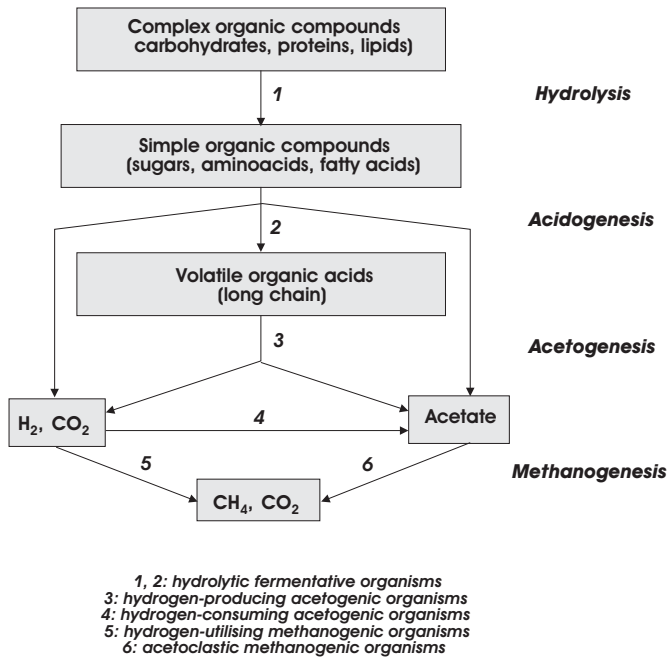 Complex organic compounds
carbohydrates, proteins, lipids)
1
Hydrolysis
Simple organic compounds
(sugars, aminoacids, fatty acids)
Acidogenesis
2
Volatile organic acids
(long chain)
3
Acetogenesis
H₂, CO₂
4
Acetate
5
6
Methanogenesis
CH₄, CO₂
1, 2: hydrolytic fermentative organisms
3: hydrogen-producing acetogenic organisms
4: hydrogen-consuming acetogenic organisms
5: hydrogen-utilising methanogenic organisms
6: acetoclastic methanogenic organisms